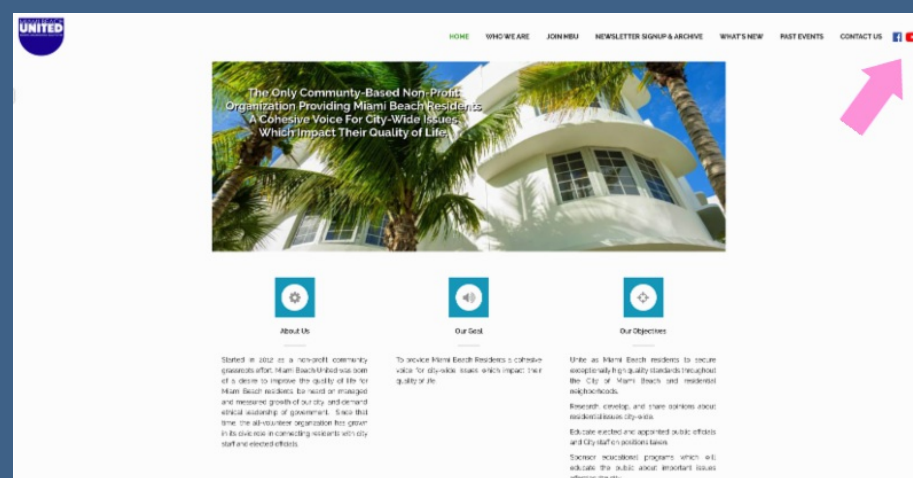 MIAMI BEACH
UNITED
HOME WHO WE ARE JOIN MBU NEWSLETTER SIGNUP & ARCHIVE WHAT'S NEW PAST EVENTS CONTACT US
The Only Communty-Based Non-Profit
Organization Providing Miami Beach Residents
A Cohesive Voice For City-Wide Issues
Which Impact Their Quality of Life.
About Us
Started in 2012 as a non-profit community
grassroots effort, Miami Beach United was born
of a desire to improve the quality of life for
Miami Beach residents, be heard on managed
and measured growth of our city, and demand
ethical leadership of government. Since that
time, the all-volunteer organization has grown
in its civic role in connecting residents with city
staff and elected officials.
Our Goal
To provide Miami Beach Residents a cohesive
voice for city-wide issues which impact their
quality of life.
Our Objectives
Unite as Miami Beach residents to secure
exceptionally high quality standards throughout
the City of Miami Beach and residential
neighborhoods.
Research, develop, and share opinions about
residential issues city-wide.
Educate elected and appointed public officials
and City staff on positions taken.
Sponsor educational programs which will
educate the public about important issues